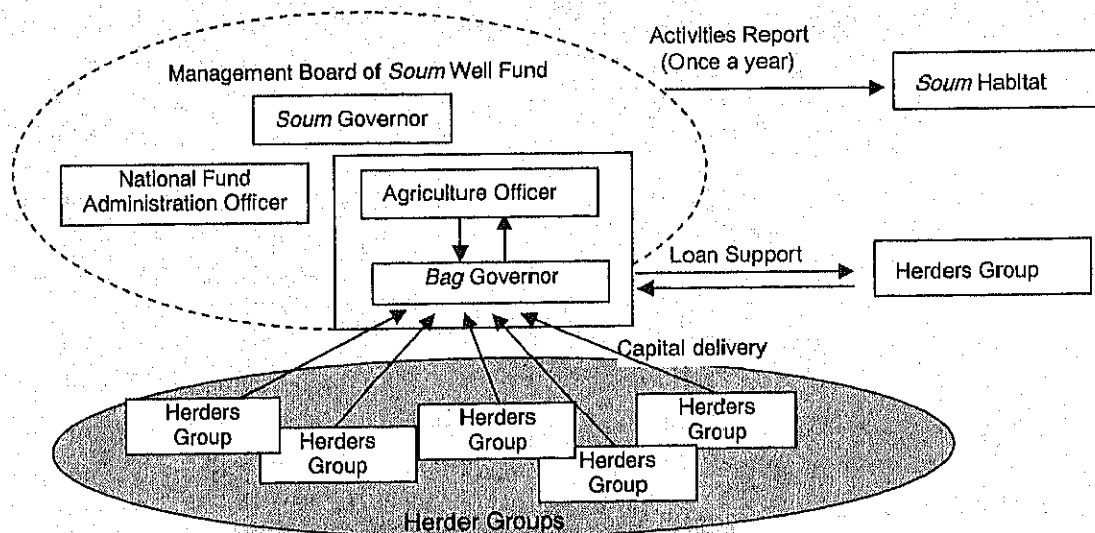 Activities Report
(Once a year)
Management Board of Soum Well Fund
Soum Habitat
Soum Governor
National Fund
Administration Officer
Agriculture Officer
Bag Governor
Loan Support
Herders Group
Capital delivery
Herders
Group
Herders
Group
Herders
Group
Herders
Group
Herders
Group
Herder Groups